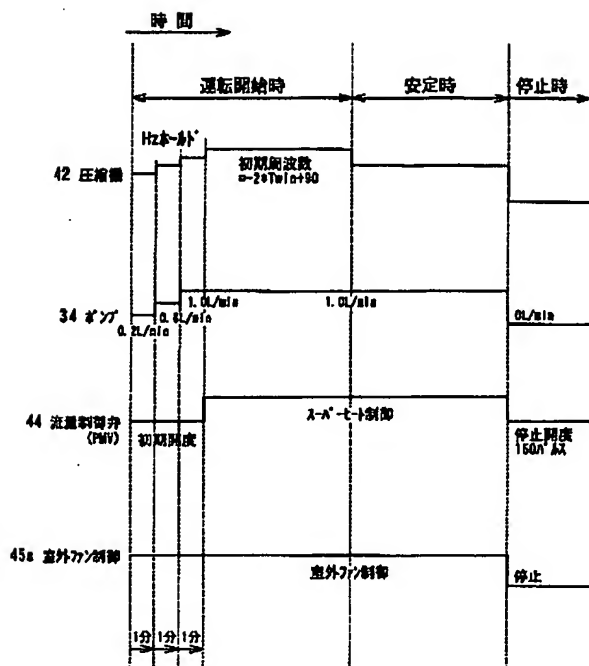 時 間
運転開始時
安定時
停止時
Hzホールド
42 圧縮機
初期周波数
=-2*Twin+90
34 ポンプ
0.2L/min
0.6L/min
1.0L/min
1.0L/min
0L/min
44 流量制御弁
(PMV)
初期開度
スーパーヒート制御
停止開度
150パルス
45a 室外ファン制御
室外ファン制御
停止
1分
1分
1分